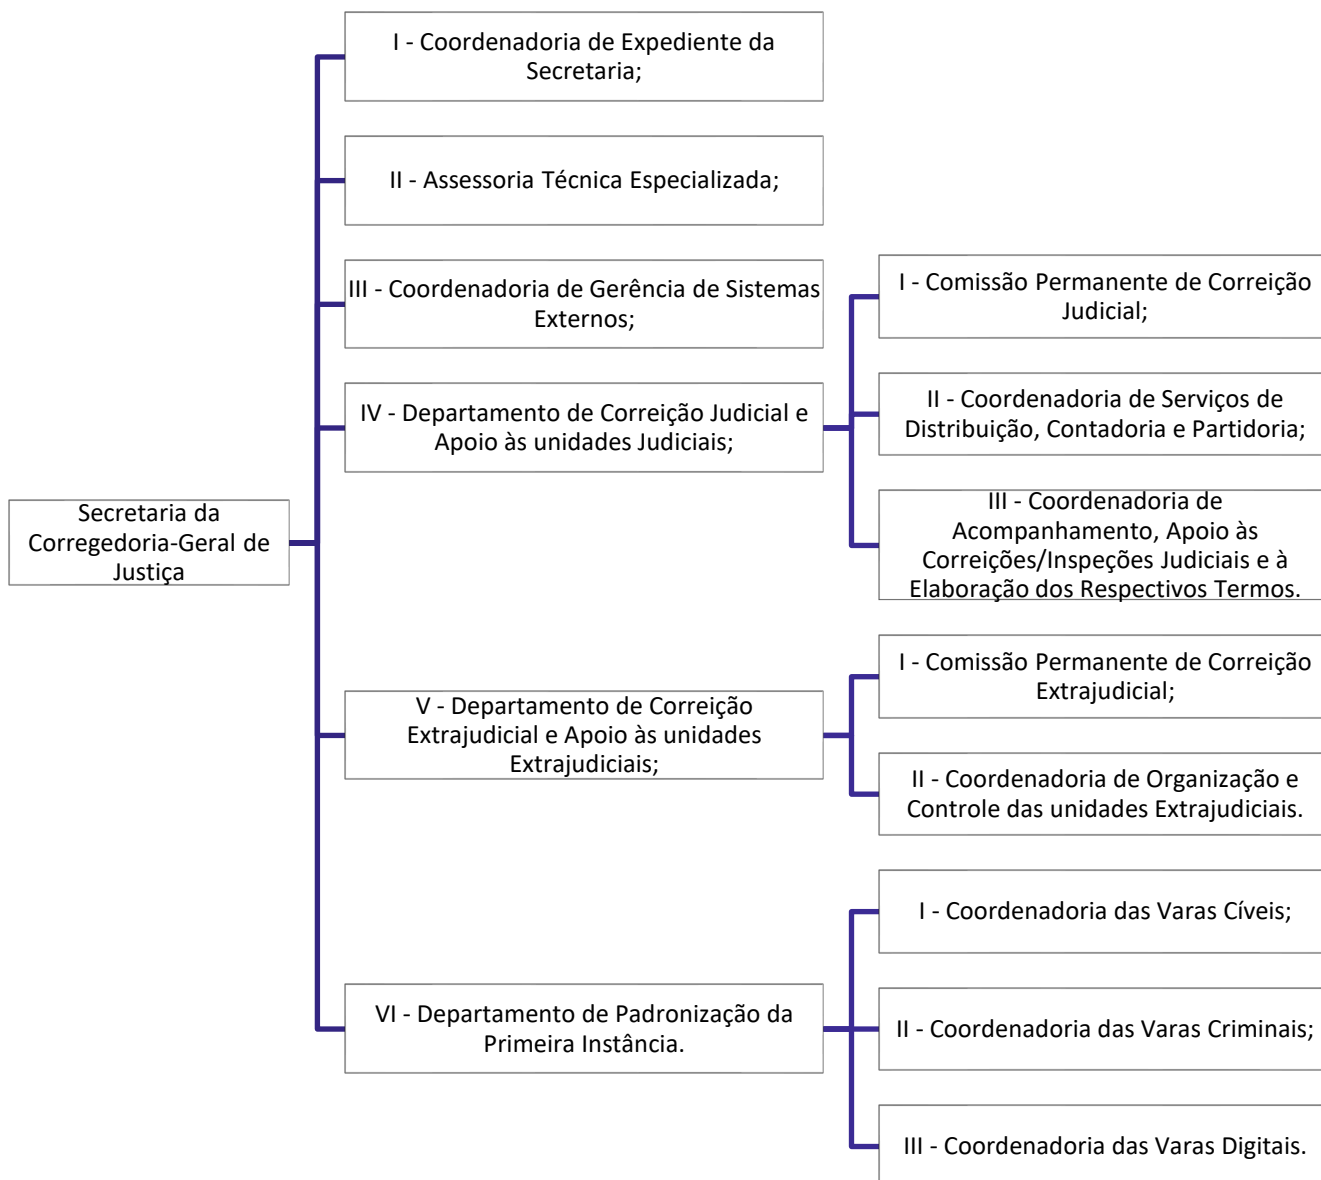 Secretaria da
Corregedoria-Geral de
Justiça
I - Coordenadoria de Expediente da
Secretaria;
II - Assessoria Técnica Especializada;
III - Coordenadoria de Gerência de Sistemas
Externos;
IV - Departamento de Correição Judicial e
Apoio às unidades Judiciais;
I - Comissão Permanente de Correição
Judicial;
II - Coordenadoria de Serviços de
Distribuição, Contadoria e Partidoria;
III - Coordenadoria de
Acompanhamento, Apoio às
Correições/Inspeções Judiciais e à
Elaboração dos Respectivos Termos.
V - Departamento de Correição
Extrajudicial e Apoio às unidades
Extrajudiciais;
I - Comissão Permanente de Correição
Extrajudicial;
II - Coordenadoria de Organização e
Controle das unidades Extrajudiciais.
VI - Departamento de Padronização da
Primeira Instância.
I - Coordenadoria das Varas Cíveis;
II - Coordenadoria das Varas Criminais;
III - Coordenadoria das Varas Digitais.